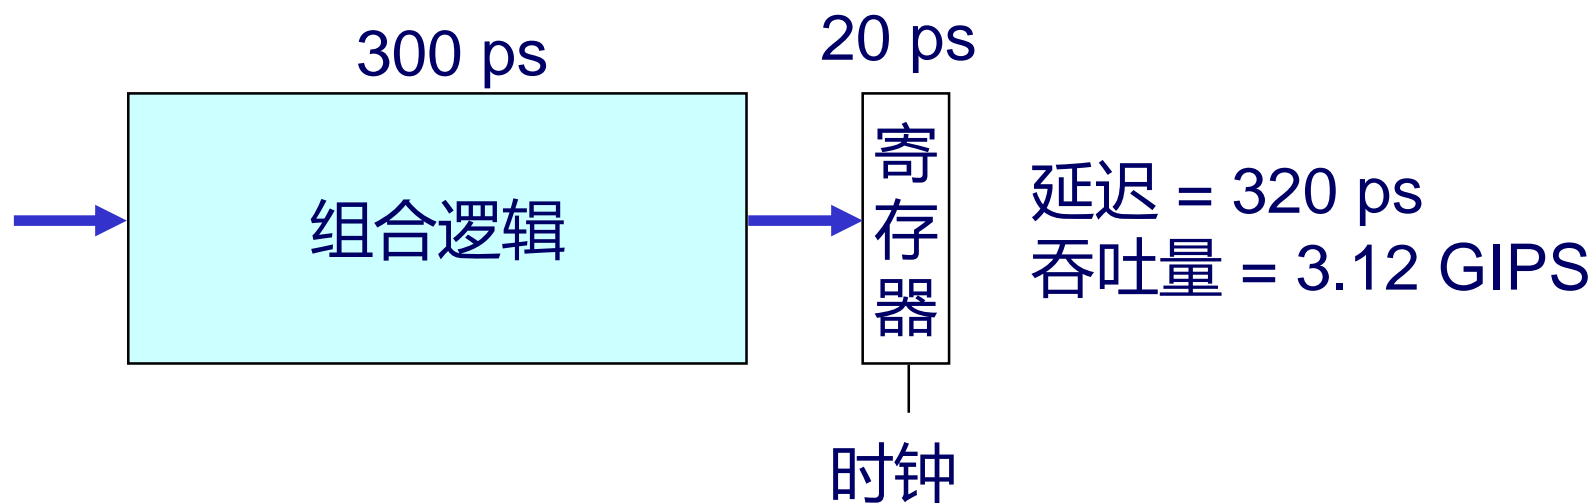 300 ps
20 ps
组合逻辑
寄存器
延迟 = 320 ps
吞吐量 = 3.12 GIPS
时钟